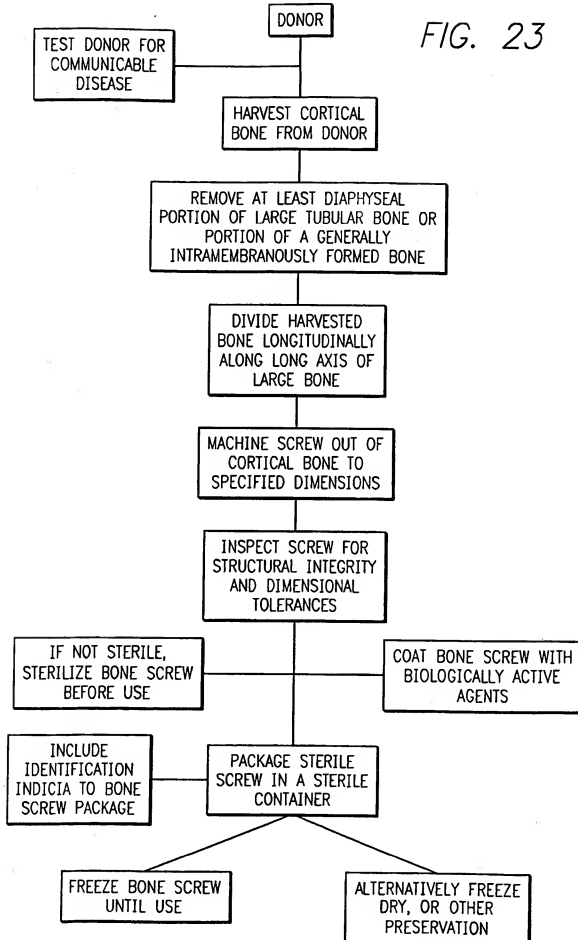 DONOR
FIG. 23
TEST DONOR FOR
COMMUNICABLE
DISEASE
HARVEST CORTICAL
BONE FROM DONOR
REMOVE AT LEAST DIAPHYSEAL
PORTION OF LARGE TUBULAR BONE OR
PORTION OF A GENERALLY
INTRAMEMBRANOUSLY FORMED BONE
DIVIDE HARVESTED
BONE LONGITUDINALLY
ALONG LONG AXIS OF
LARGE BONE
MACHINE SCREW OUT OF
CORTICAL BONE TO
SPECIFIED DIMENSIONS
INSPECT SCREW FOR
STRUCTURAL INTEGRITY
AND DIMENSIONAL
TOLERANCES
IF NOT STERILE,
STERILIZE BONE SCREW
BEFORE USE
COAT BONE SCREW WITH
BIOLOGICALLY ACTIVE
AGENTS
INCLUDE
IDENTIFICATION
INDICIA TO BONE
SCREW PACKAGE
PACKAGE STERILE
SCREW IN A STERILE
CONTAINER
FREEZE BONE SCREW
UNTIL USE
ALTERNATIVELY FREEZE
DRY, OR OTHER
PRESERVATION